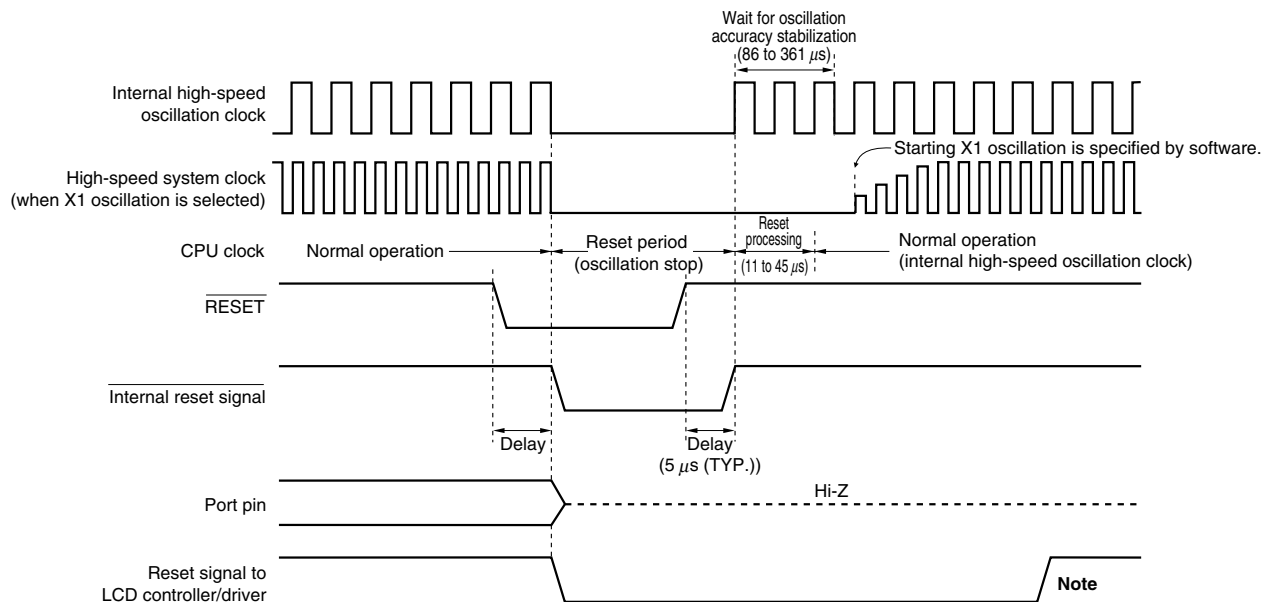 Wait for oscillation
accuracy stabilization
(86 to 361 μs)
Internal high-speed
oscillation clock
Starting X1 oscillation is specified by software.
High-speed system clock
(when X1 oscillation is selected)
CPU clock
Normal operation
Reset period
(oscillation stop)
Reset
processing
(11 to 45 μs)
Normal operation
(internal high-speed oscillation clock)
RESET
Internal reset signal
Delay
Delay
(5 μs (TYP.))
Port pin
Hi-Z
Reset signal to
LCD controller/driver
Note